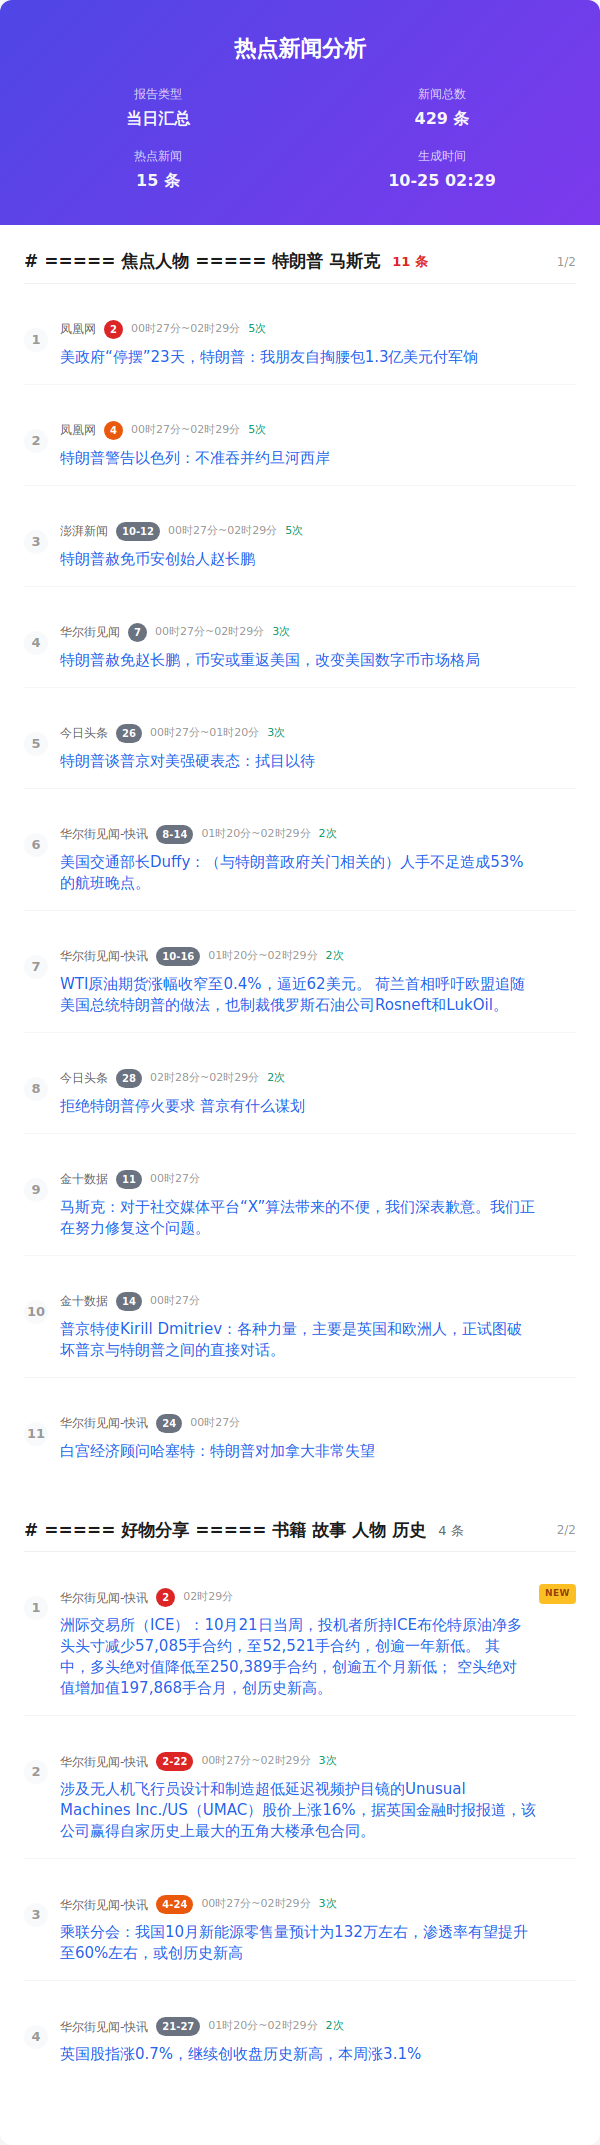 热点新闻分析
报告类型
新闻总数
当日汇总
429 条
热点新闻
生成时间
15 条
10-25 02:29
# ===== 焦点人物 ===== 特朗普 马斯克 11 条 1/2
1
凤凰网 2 00时27分~02时29分 5次
美政府“停摆”23天，特朗普：我朋友自掏腰包1.3亿美元付军饷
2
凤凰网 4 00时27分~02时29分 5次
特朗普警告以色列：不准吞并约旦河西岸
3
澎湃新闻 10-12 00时27分~02时29分 5次
特朗普赦免币安创始人赵长鹏
4
华尔街见闻 7 00时27分~02时29分 3次
特朗普赦免赵长鹏，币安或重返美国，改变美国数字币市场格局
5
今日头条 26 00时27分~01时20分 3次
特朗普谈普京对美强硬表态：拭目以待
6
华尔街见闻-快讯 8-14 01时20分~02时29分 2次
美国交通部长Duffy：（与特朗普政府关门相关的）人手不足造成53%
的航班晚点。
7
华尔街见闻-快讯 10-16 01时20分~02时29分 2次
WTI原油期货涨幅收窄至0.4%，逼近62美元。 荷兰首相呼吁欧盟追随
美国总统特朗普的做法，也制裁俄罗斯石油公司Rosneft和LukOil。
8
今日头条 28 02时28分~02时29分 2次
拒绝特朗普停火要求 普京有什么谋划
9
金十数据 11 00时27分
马斯克：对于社交媒体平台“X”算法带来的不便，我们深表歉意。我们正
在努力修复这个问题。
10
金十数据 14 00时27分
普京特使Kirill Dmitriev：各种力量，主要是英国和欧洲人，正试图破
坏普京与特朗普之间的直接对话。
11
华尔街见闻-快讯 24 00时27分
白宫经济顾问哈塞特：特朗普对加拿大非常失望
# ===== 好物分享 ===== 书籍 故事 人物 历史 4 条 2/2
1
华尔街见闻-快讯 2 02时29分 NEW
洲际交易所（ICE）：10月21日当周，投机者所持ICE布伦特原油净多
头头寸减少57,085手合约，至52,521手合约，创逾一年新低。 其
中，多头绝对值降低至250,389手合约，创逾五个月新低； 空头绝对
值增加值197,868手合月，创历史新高。
2
华尔街见闻-快讯 2-22 00时27分~02时29分 3次
涉及无人机飞行员设计和制造超低延迟视频护目镜的Unusual
Machines Inc./US（UMAC）股价上涨16%，据英国金融时报报道，该
公司赢得自家历史上最大的五角大楼承包合同。
3
华尔街见闻-快讯 4-24 00时27分~02时29分 3次
乘联分会：我国10月新能源零售量预计为132万左右，渗透率有望提升
至60%左右，或创历史新高
4
华尔街见闻-快讯 21-27 01时20分~02时29分 2次
英国股指涨0.7%，继续创收盘历史新高，本周涨3.1%